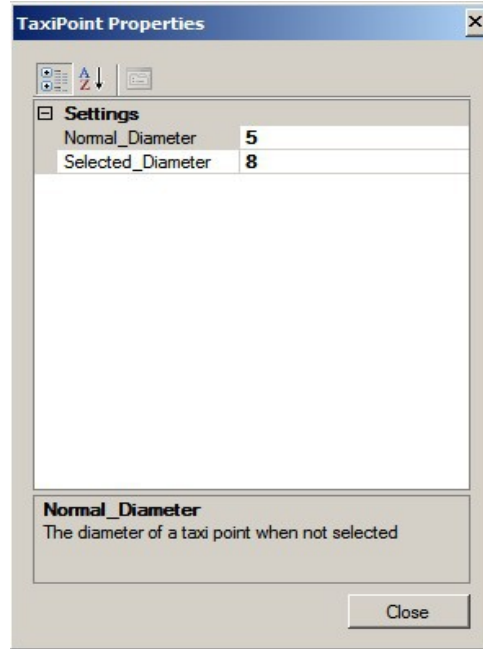 TaxiPoint Properties
A
Z
Settings
Normal_Diameter 5
Selected_Diameter 8
Normal_Diameter
The diameter of a taxi point when not selected
Close